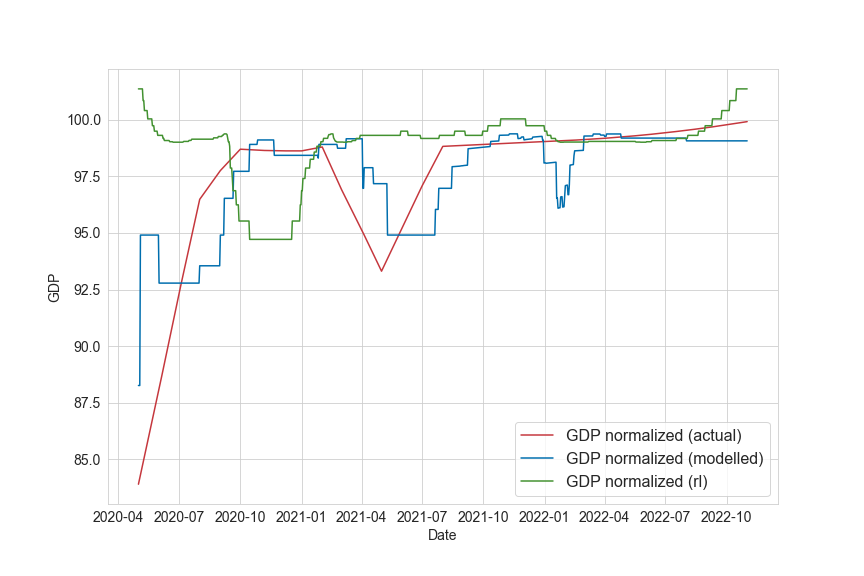 100.0
97.5
95.0
92.5
90.0
87.5
85.0
GDP
GDP normalized (actual)
GDP normalized (modelled)
GDP normalized (rl)
2020-04 2020-07 2020-10 2021-01 2021-04 2021-07 2021-10 2022-01 2022-04 2022-07 2022-10
Date